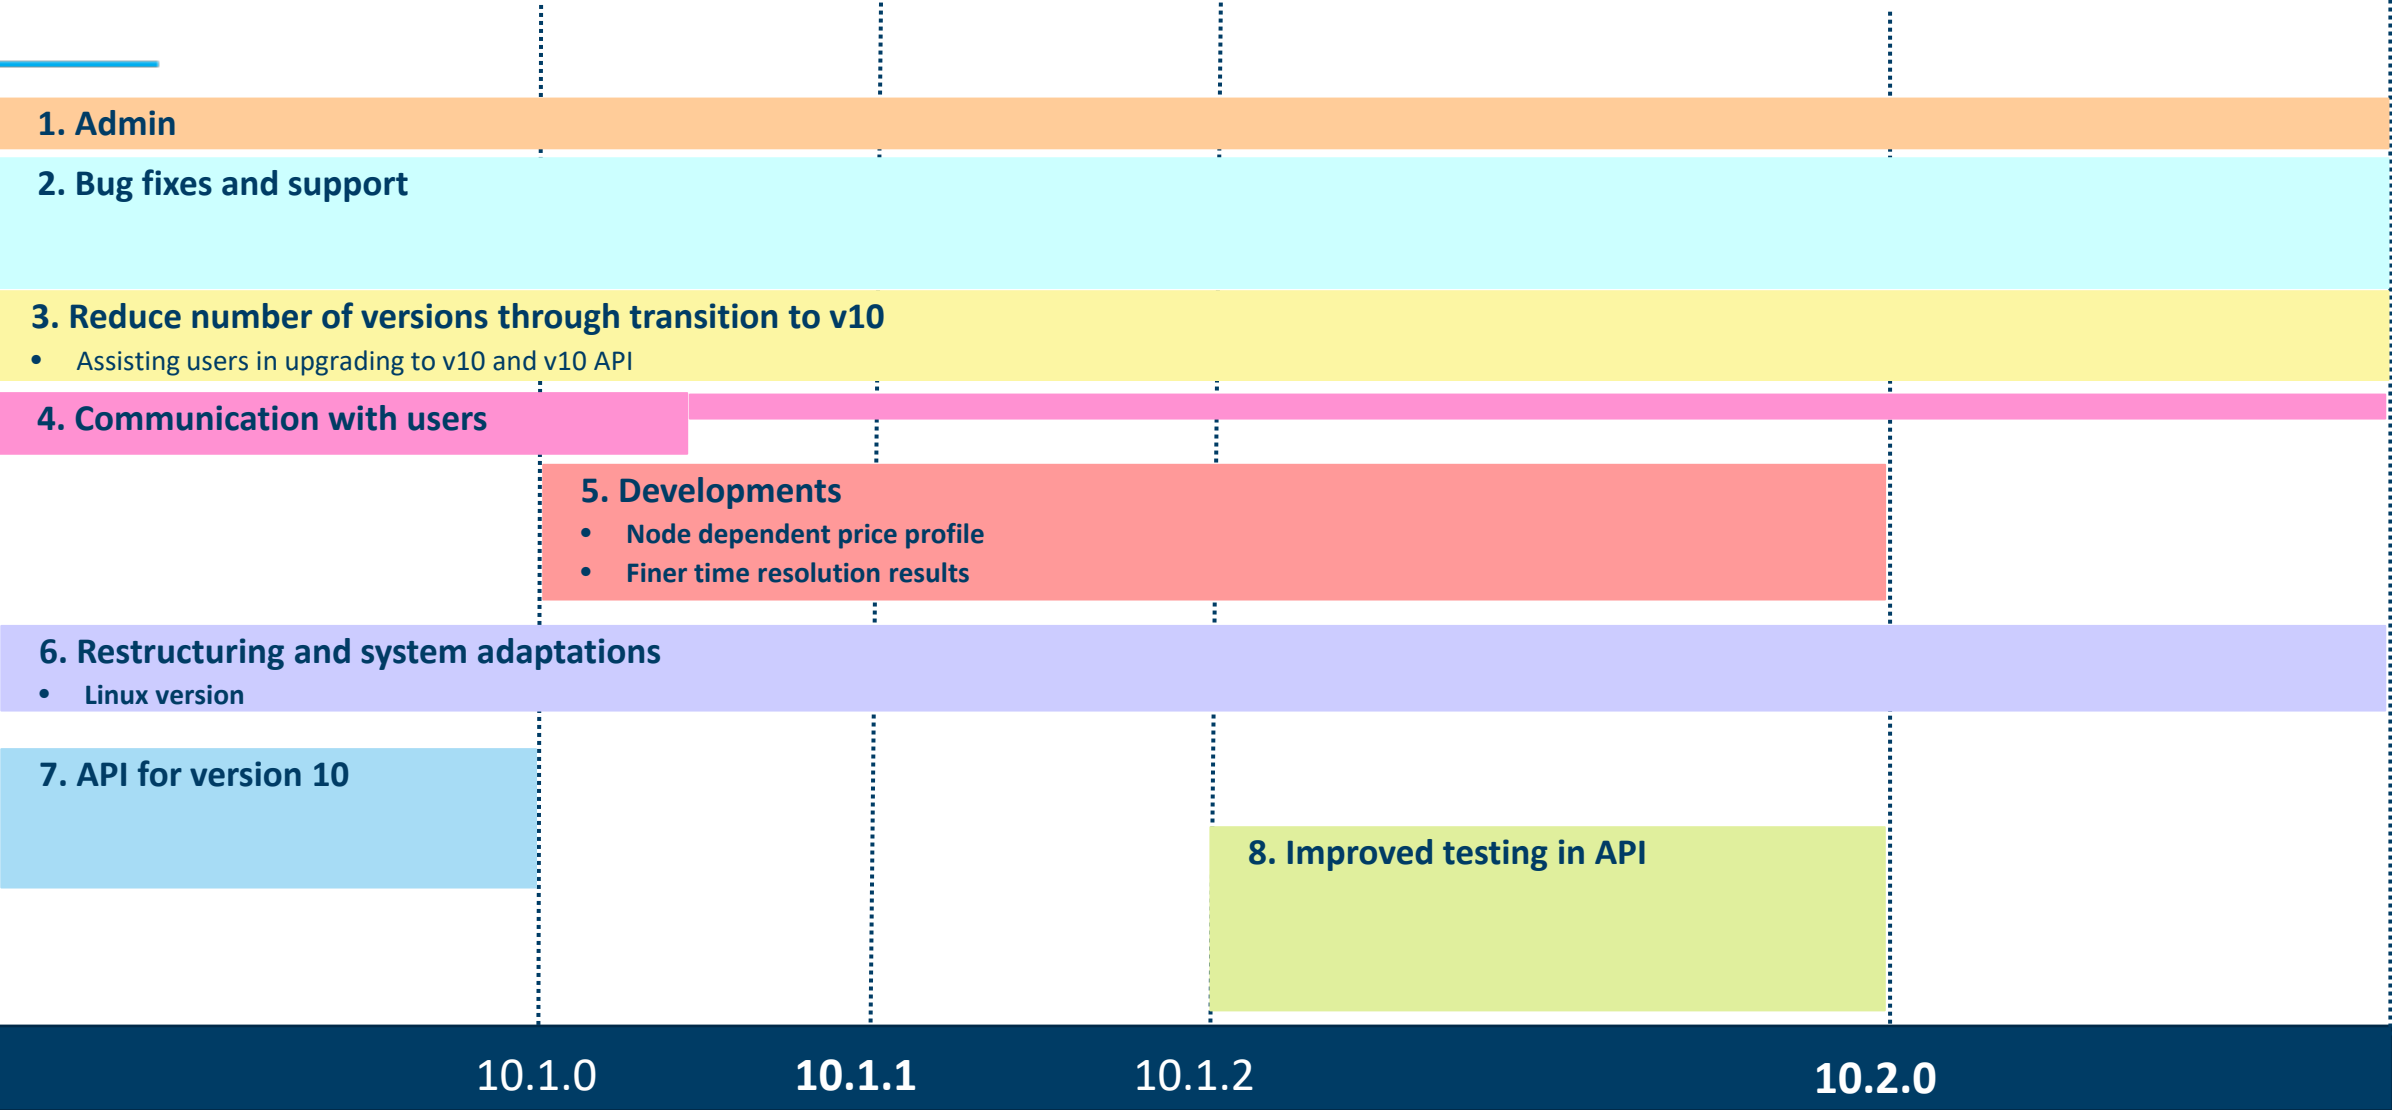 1. Admin
2. Bug fixes and support
3. Reduce number of versions through transition to v10
• Assisting users in upgrading to v10 and v10 API
4. Communication with users
5. Developments
• Node dependent price profile
• Finer time resolution results
6. Restructuring and system adaptations
• Linux version
7. API for version 10
8. Improved testing in API
10.1.0
10.1.1
10.1.2
10.2.0